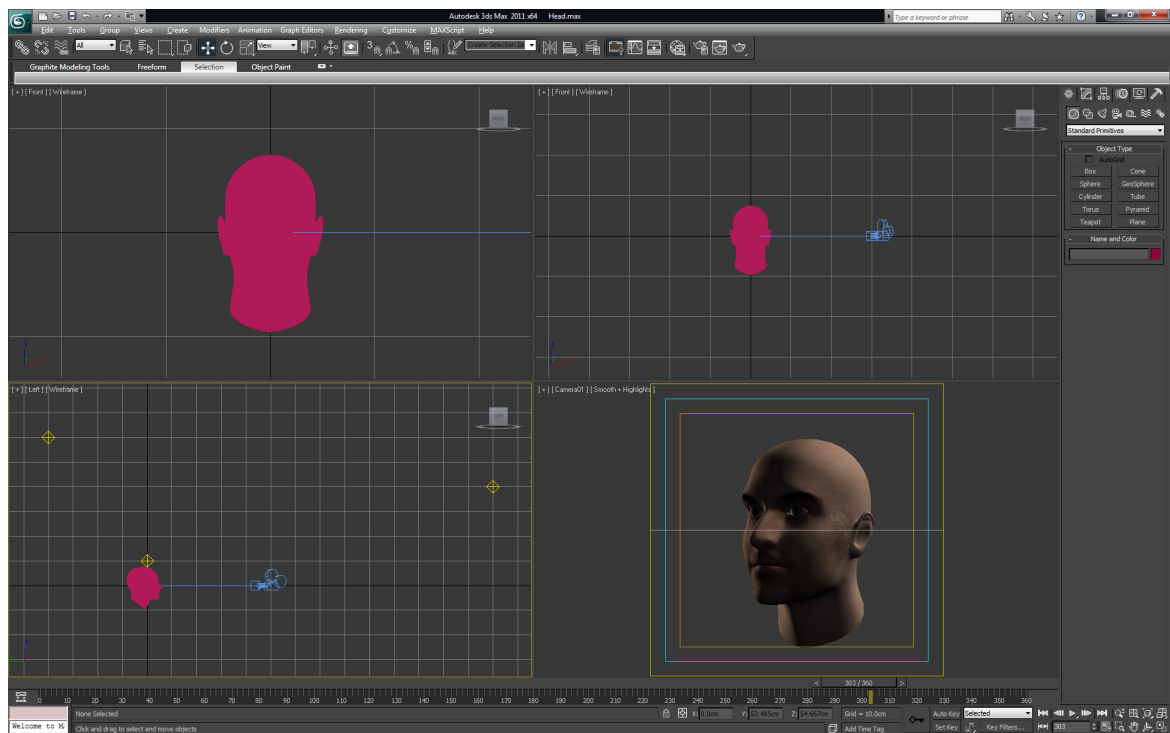 Autodesk 3ds Max 2011 x64 Head.max
Type a keyword or phrase
Edit Tools Group Views Create Modifiers Animation Graph Editors Rendering Customize MAXScript Help
All View Create Selection Se
Graphite Modeling Tools Freeform Selection Object Paint
[ + ] [ Front ] [ Wireframe ]
FRONT
[ + ] [ Front ] [ Wireframe ]
FRONT
Standard Primitives
- Object Type
AutoGrid
Box Cone
Sphere GeoSphere
Cylinder Tube
Torus Pyramid
Teapot Plane
- Name and Color
[ + ] [ Left ] [ Wireframe ]
LEFT
[ + ] [ Camera01 ] [ Smooth + Highlights ]
< 303 / 360 >
0 10 20 30 40 50 60 70 80 90 100 110 120 130 140 150 160 170 180 190 200 210 220 230 240 250 260 270 280 290 300 310 320 330 340 350 360
None Selected X: 0.0cm Y: 52.485cm Z: 54.667cm Grid = 10.0cm Auto Key Selected
Welcome to M Click and drag to select and move objects Add Time Tag Set Key Key Filters... 303